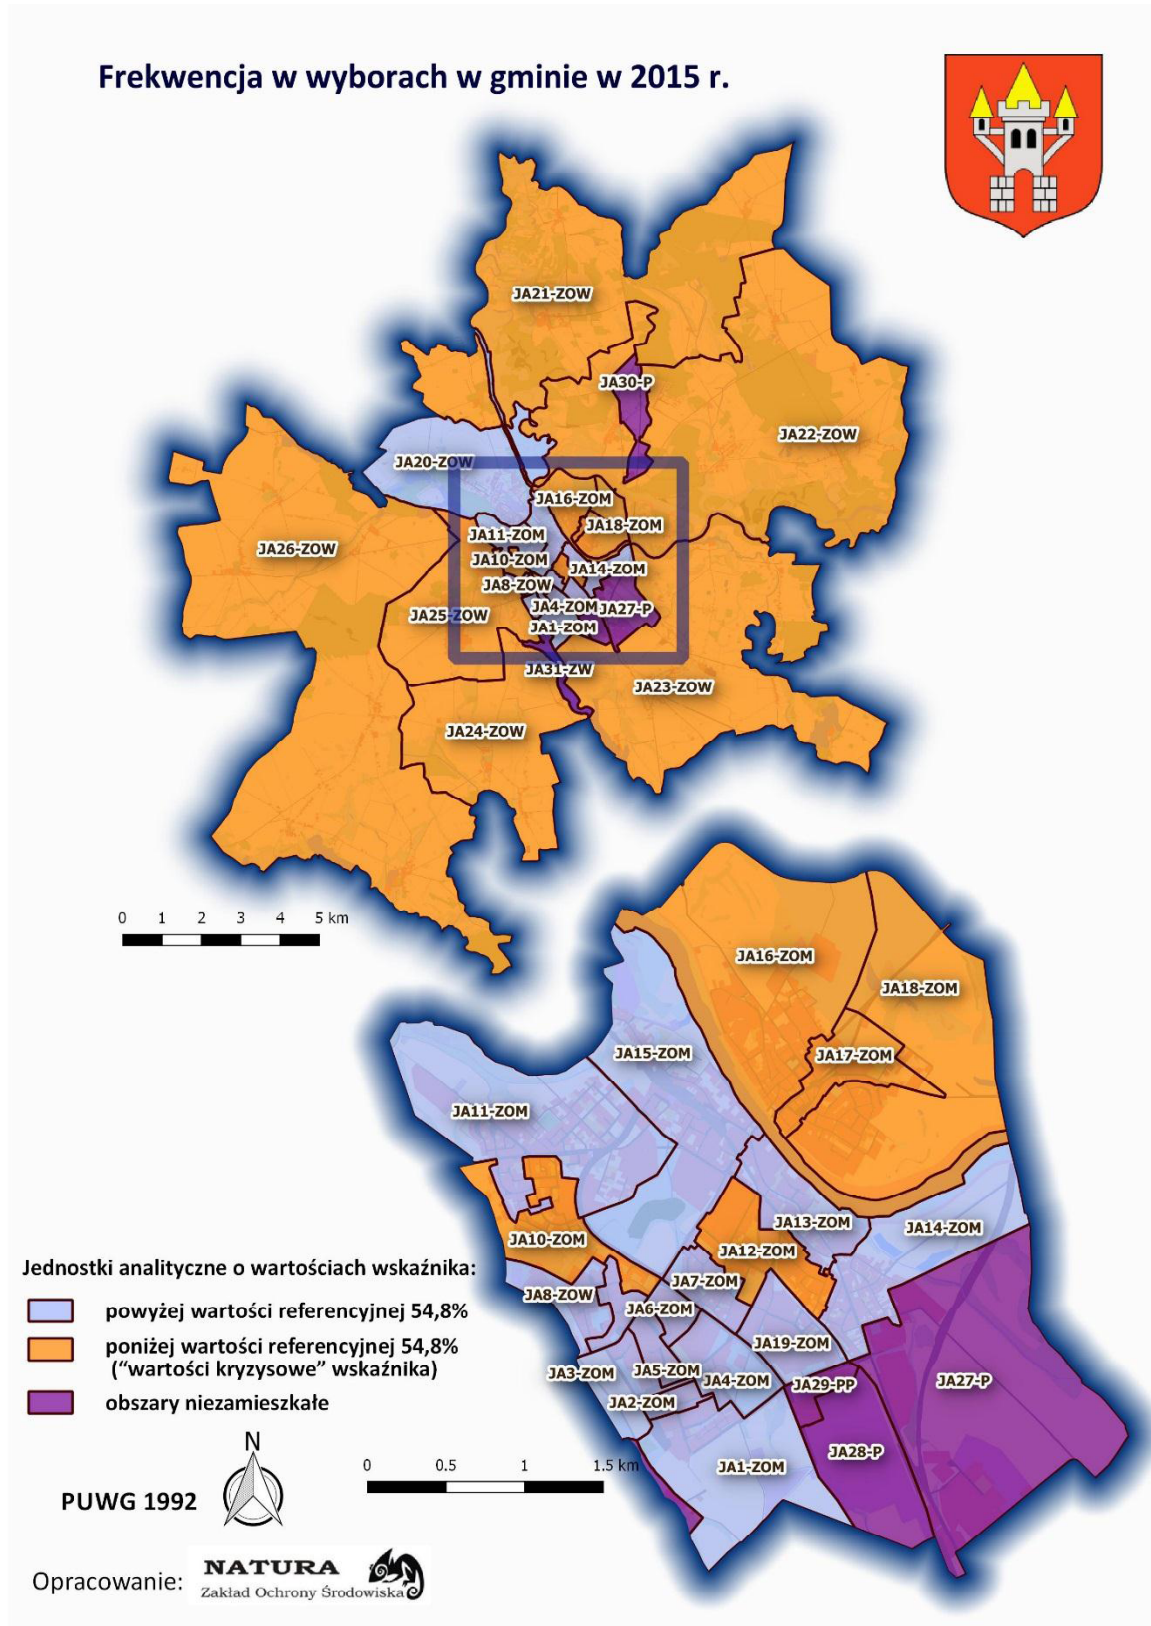 Frekwencja w wyborach w gminie w 2015 r.
JA21-ZOW
JA30-P
JA22-ZOW
JA20-ZOW
JA16-ZOM
JA18-ZOM
JA11-ZOM
JA26-ZOW
JA10-ZOM
JA14-ZOM
JA8-ZOW
JA4-ZOM
JA27-P
JA25-ZOW
JA1-ZOM
JA31-ZW
JA23-ZOW
JA24-ZOW
0 1 2 3 4 5 km
JA16-ZOM
JA18-ZOM
JA15-ZOM
JA17-ZOM
JA11-ZOM
JA13-ZOM
JA14-ZOM
JA10-ZOM
JA12-ZOM
JA7-ZOM
JA8-ZOW
JA6-ZOM
JA19-ZOM
JA3-ZOM
JA5-ZOM
JA4-ZOM
JA29-PP
JA27-P
JA2-ZOM
JA28-P
JA1-ZOM
Jednostki analityczne o wartościach wskaźnika:
powyżej wartości referencyjnej 54,8%
poniżej wartości referencyjnej 54,8%
("wartości kryzysowe" wskaźnika)
obszary niezamieszkałe
N
0 0.5 1 1.5 km
PUWG 1992
Opracowanie:
NATURA
Zakład Ochrony Środowiska